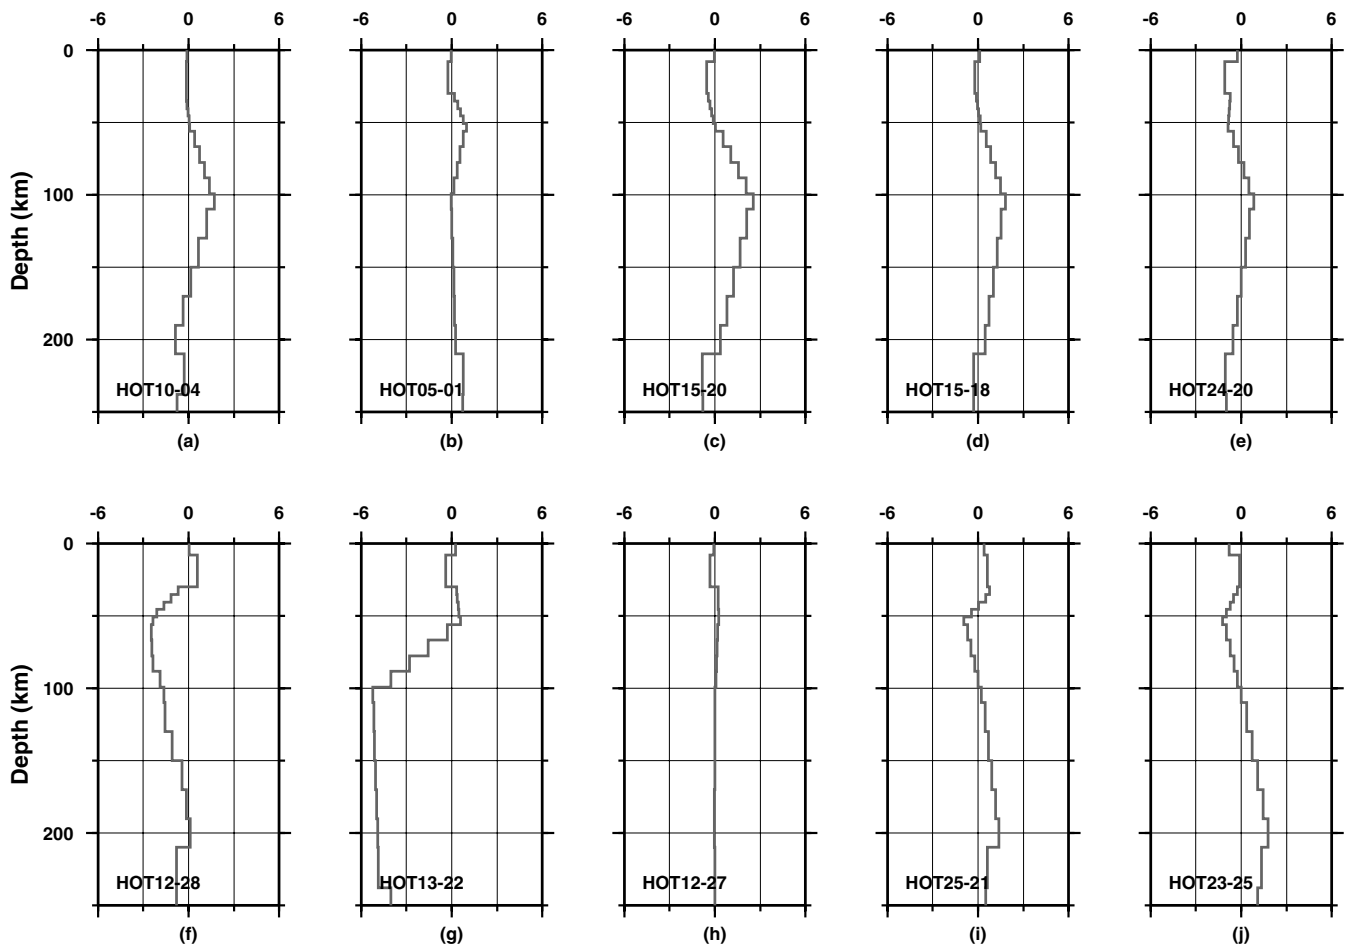 -6 0 6 -6 0 6 -6 0 6 -6 0 6 -6 0 6
0
100
200
Depth (km)
HOT10-04 HOT05-01 HOT15-20 HOT15-18 HOT24-20
(a) (b) (c) (d) (e)
-6 0 6 -6 0 6 -6 0 6 -6 0 6 -6 0 6
0
100
200
Depth (km)
HOT12-28 HOT13-22 HOT12-27 HOT25-21 HOT23-25
(f) (g) (h) (i) (j)